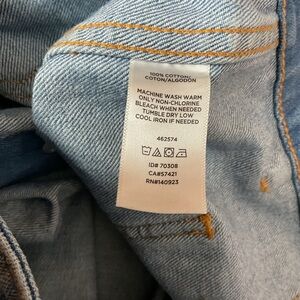 100% COTTON/
COTON/ALGODON
MACHINE WASH WARM
ONLY NON-CHLORINE
BLEACH WHEN NEEDED
TUMBLE DRY LOW
COOL IRON IF NEEDED
462574
ID# 70308
CA#57421
RN#140923